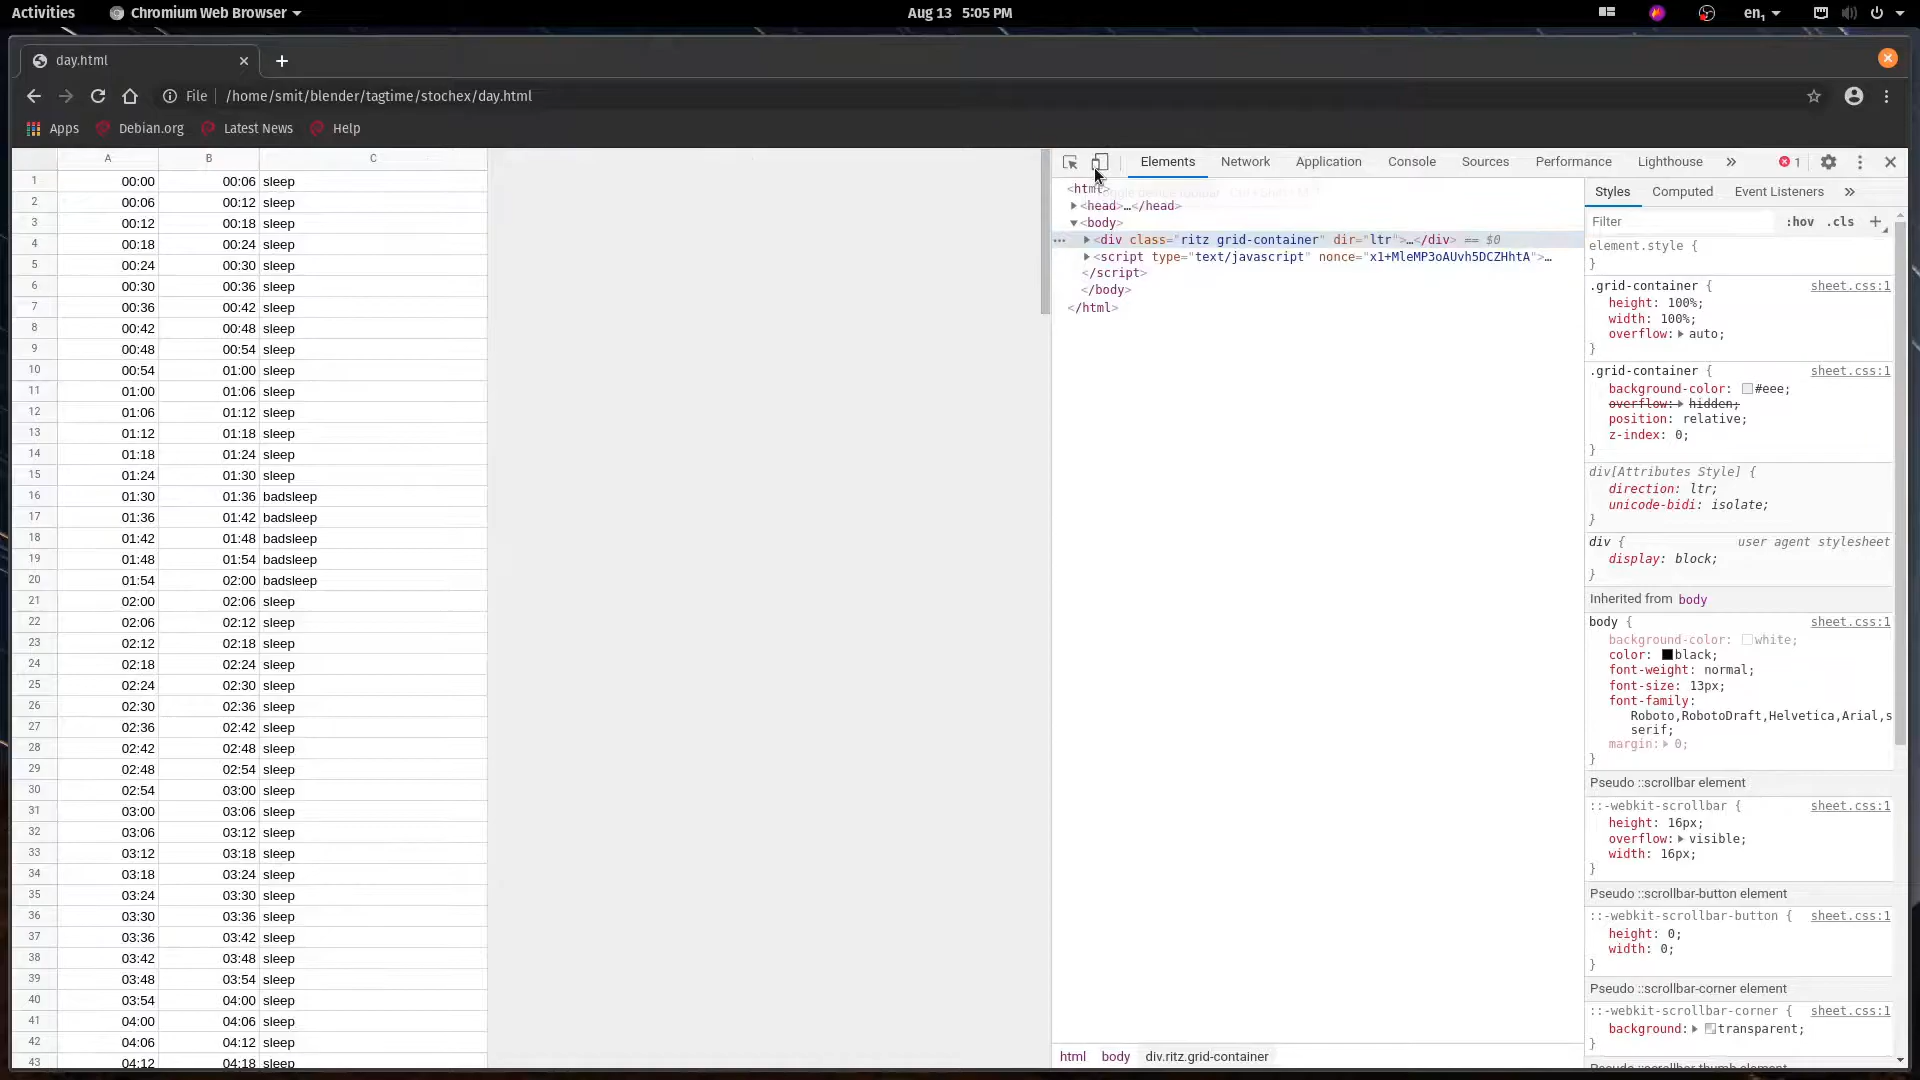 Activities Chromium Web Browser Aug 13 5:05 PM en₁
day.html
File /home/smit/blender/tagtime/stochex/day.html
Apps Debian.org Latest News Help
A B C
1 00:00 00:06 sleep
2 00:06 00:12 sleep
3 00:12 00:18 sleep
4 00:18 00:24 sleep
5 00:24 00:30 sleep
6 00:30 00:36 sleep
7 00:36 00:42 sleep
8 00:42 00:48 sleep
9 00:48 00:54 sleep
10 00:54 01:00 sleep
11 01:00 01:06 sleep
12 01:06 01:12 sleep
13 01:12 01:18 sleep
14 01:18 01:24 sleep
15 01:24 01:30 sleep
16 01:30 01:36 badsleep
17 01:36 01:42 badsleep
18 01:42 01:48 badsleep
19 01:48 01:54 badsleep
20 01:54 02:00 badsleep
21 02:00 02:06 sleep
22 02:06 02:12 sleep
23 02:12 02:18 sleep
24 02:18 02:24 sleep
25 02:24 02:30 sleep
26 02:30 02:36 sleep
27 02:36 02:42 sleep
28 02:42 02:48 sleep
29 02:48 02:54 sleep
30 02:54 03:00 sleep
31 03:00 03:06 sleep
32 03:06 03:12 sleep
33 03:12 03:18 sleep
34 03:18 03:24 sleep
35 03:24 03:30 sleep
36 03:30 03:36 sleep
37 03:36 03:42 sleep
38 03:42 03:48 sleep
39 03:48 03:54 sleep
40 03:54 04:00 sleep
41 04:00 04:06 sleep
42 04:06 04:12 sleep
43 04:12 04:18 sleep
Elements Network Application Console Sources Performance Lighthouse » 1
<html>
<head>…</head>
<body>
<div class="ritz grid-container" dir="ltr">…</div> == $0
<script type="text/javascript" nonce="x1+MleMP3oAUvh5DCZHhtA">…
</script>
</body>
</html>
html body div.ritz.grid-container
Styles Computed Event Listeners »
Filter :hov .cls +
element.style {
}
.grid-container { sheet.css:1
height: 100%;
width: 100%;
overflow: auto;
}
.grid-container { sheet.css:1
background-color: #eee;
overflow: hidden;
position: relative;
z-index: 0;
}
div[Attributes Style] {
direction: ltr;
unicode-bidi: isolate;
}
div { user agent stylesheet
display: block;
}
Inherited from body
body { sheet.css:1
background-color: white;
color: black;
font-weight: normal;
font-size: 13px;
font-family:
Roboto,RobotoDraft,Helvetica,Arial,s
serif;
margin: 0;
}
Pseudo ::scrollbar element
::-webkit-scrollbar { sheet.css:1
height: 16px;
overflow: visible;
width: 16px;
}
Pseudo ::scrollbar-button element
::-webkit-scrollbar-button { sheet.css:1
height: 0;
width: 0;
}
Pseudo ::scrollbar-corner element
::-webkit-scrollbar-corner { sheet.css:1
background: transparent;
}
Pseudo ::scrollbar-thumb element